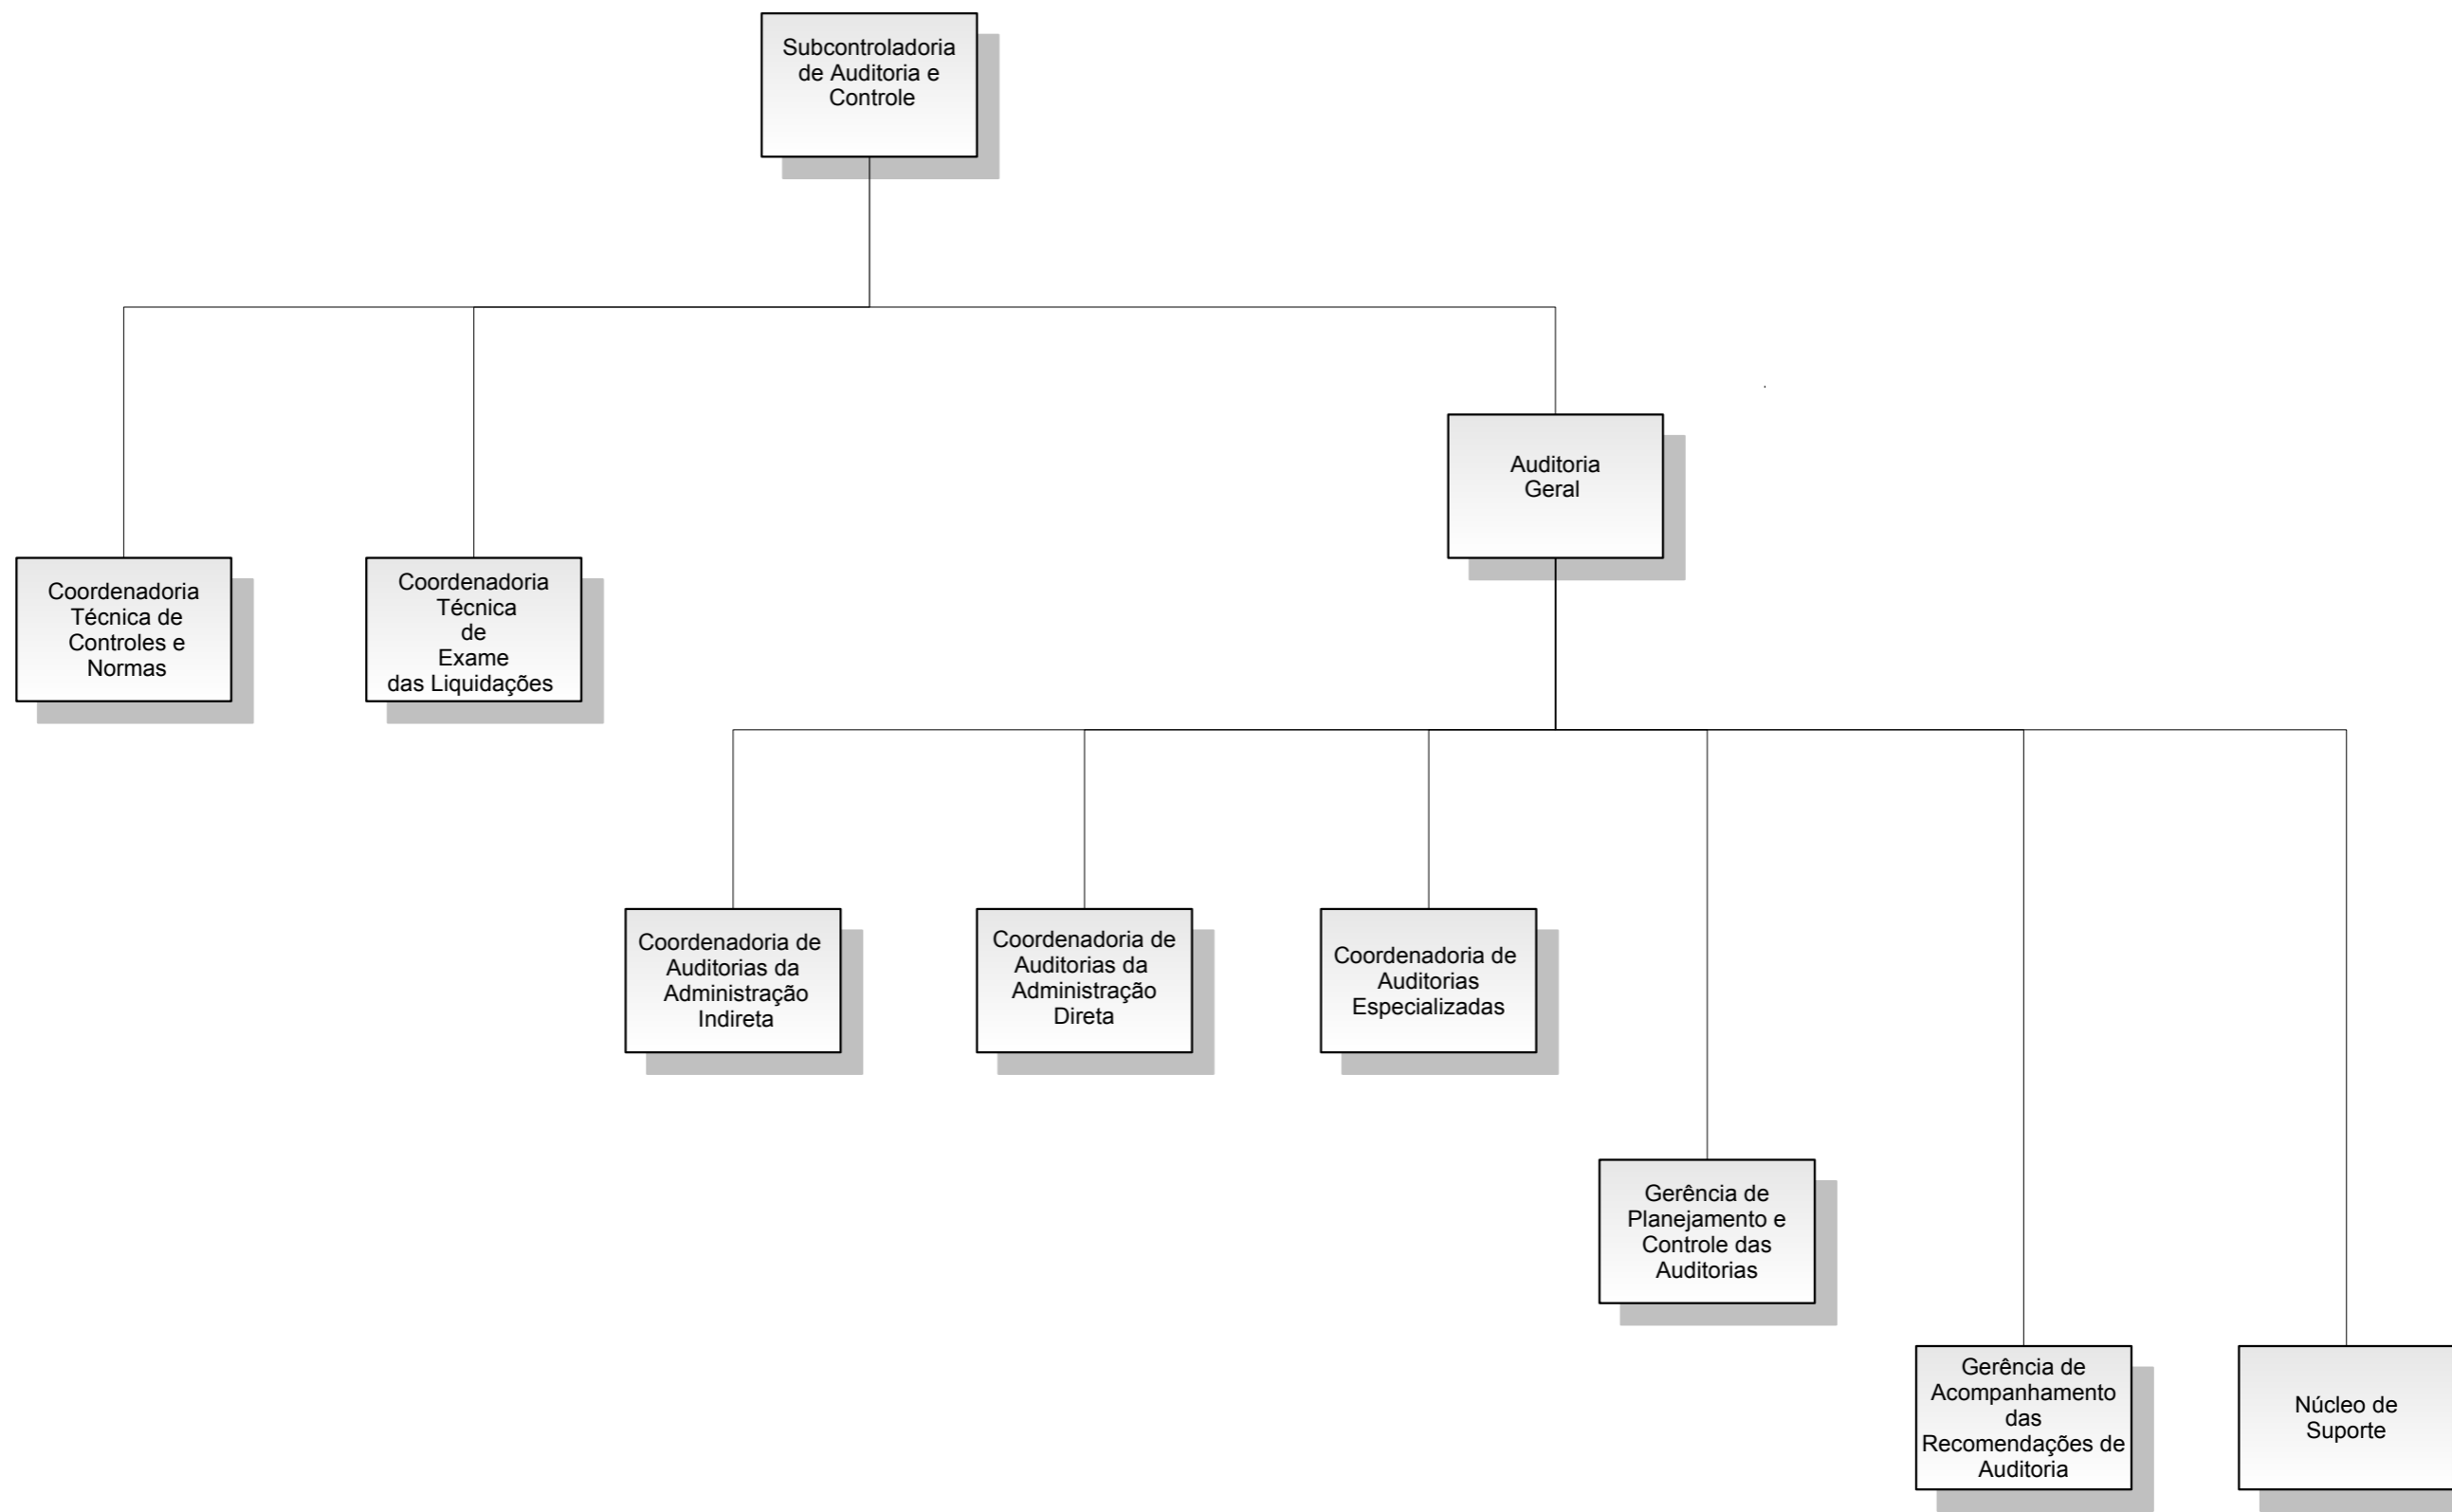 Subcontroladoria
de Auditoria e
Controle
Auditoria
Geral
Coordenadoria
Técnica de
Controles e
Normas
Coordenadoria
Técnica
de
Exame
das Liquidações
Coordenadoria de
Auditorias da
Administração
Indireta
Coordenadoria de
Auditorias da
Administração
Direta
Coordenadoria de
Auditorias
Especializadas
Gerência de
Planejamento e
Controle das
Auditorias
Gerência de
Acompanhamento
das
Recomendações de
Auditoria
Núcleo de
Suporte